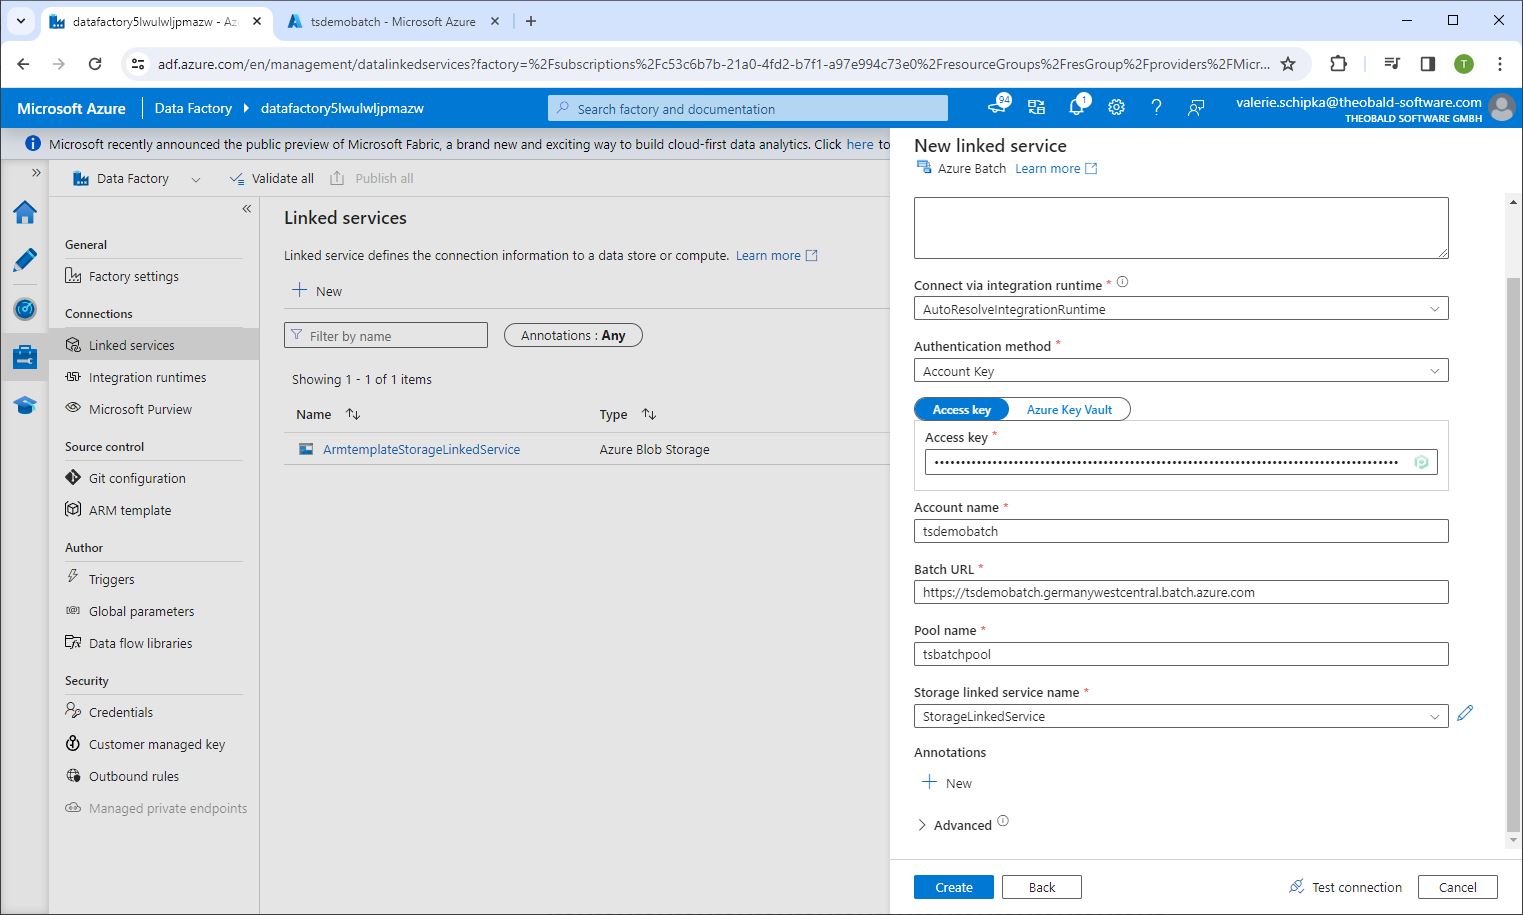 datafactory5lwulwljpmazw - Az
tsdemobatch - Microsoft Azure
adf.azure.com/en/management/datalinkedservices?factory=%2Fsubscriptions%2Fc53c6b7b-21a0-4fd2-b7f1-a97e994c73e0%2FresourceGroups%2FresGroup%2Fproviders%2FMicr...
T
Microsoft Azure
Data Factory
datafactory5lwulwljpmazw
Search factory and documentation
94
1
valerie.schipka@theobald-software.com
THEOBALD SOFTWARE GMBH
Microsoft recently announced the public preview of Microsoft Fabric, a brand new and exciting way to build cloud-first data analytics. Click here to
Data Factory
Validate all
Publish all
General
Factory settings
Connections
Linked services
Integration runtimes
Microsoft Purview
Source control
Git configuration
ARM template
Author
Triggers
Global parameters
Data flow libraries
Security
Credentials
Customer managed key
Outbound rules
Managed private endpoints
Linked services
Linked service defines the connection information to a data store or compute. Learn more
New
Filter by name
Annotations : Any
Showing 1 - 1 of 1 items
Name
Type
ArmtemplateStorageLinkedService
Azure Blob Storage
New linked service
Azure Batch Learn more
Connect via integration runtime *
AutoResolveIntegrationRuntime
Authentication method *
Account Key
Access key
Azure Key Vault
Access key *
Account name *
tsdemobatch
Batch URL *
https://tsdemobatch.germanywestcentral.batch.azure.com
Pool name *
tsbatchpool
Storage linked service name *
StorageLinkedService
Annotations
New
Advanced
Create
Back
Test connection
Cancel